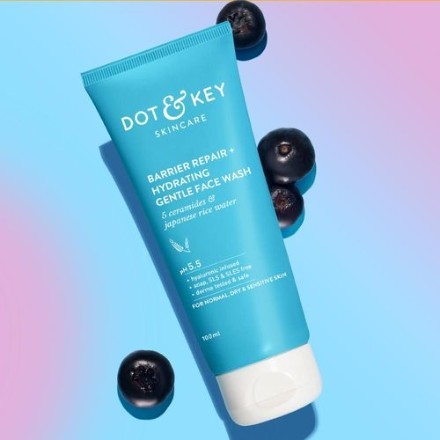 DOT & KEY
SKINCARE
BARRIER REPAIR +
HYDRATING
GENTLE FACE WASH
5 ceramides &
japanese rice water
pH 5.5
• hyaluronic infused
• soap, SLS & SLES free
• derma tested & safe
FOR NORMAL, DRY & SENSITIVE SKIN
100 ml